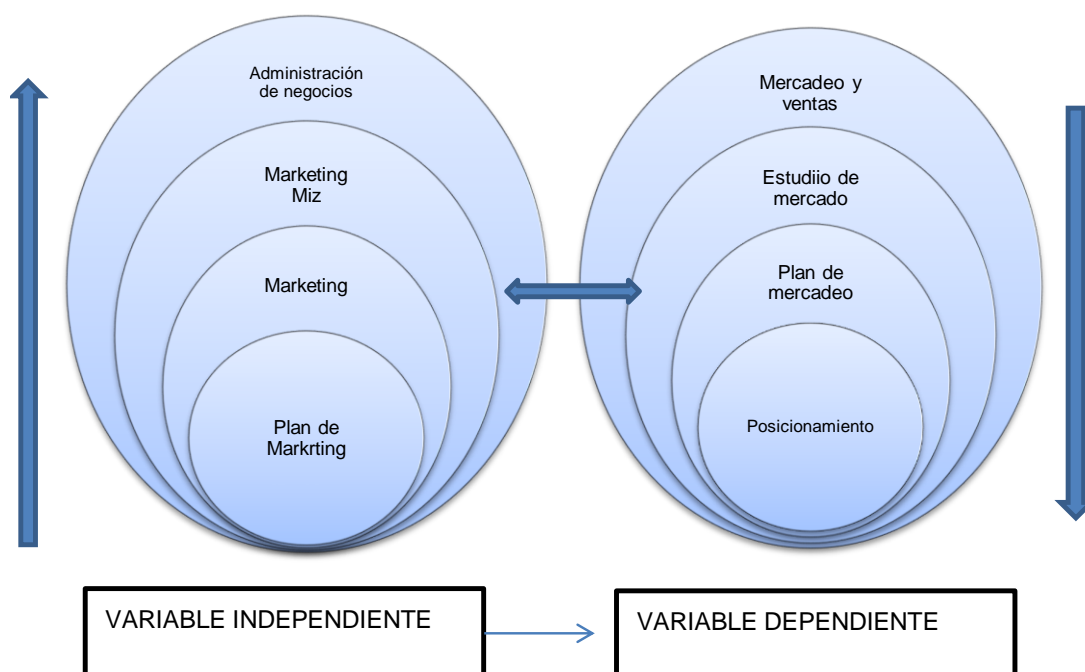 Administración
de negocios
Marketing
Miz
Marketing
Plan de
Markrting
Mercadeo y
ventas
Estudiio de
mercado
Plan de
mercadeo
Posicionamiento
VARIABLE INDEPENDIENTE
VARIABLE DEPENDIENTE